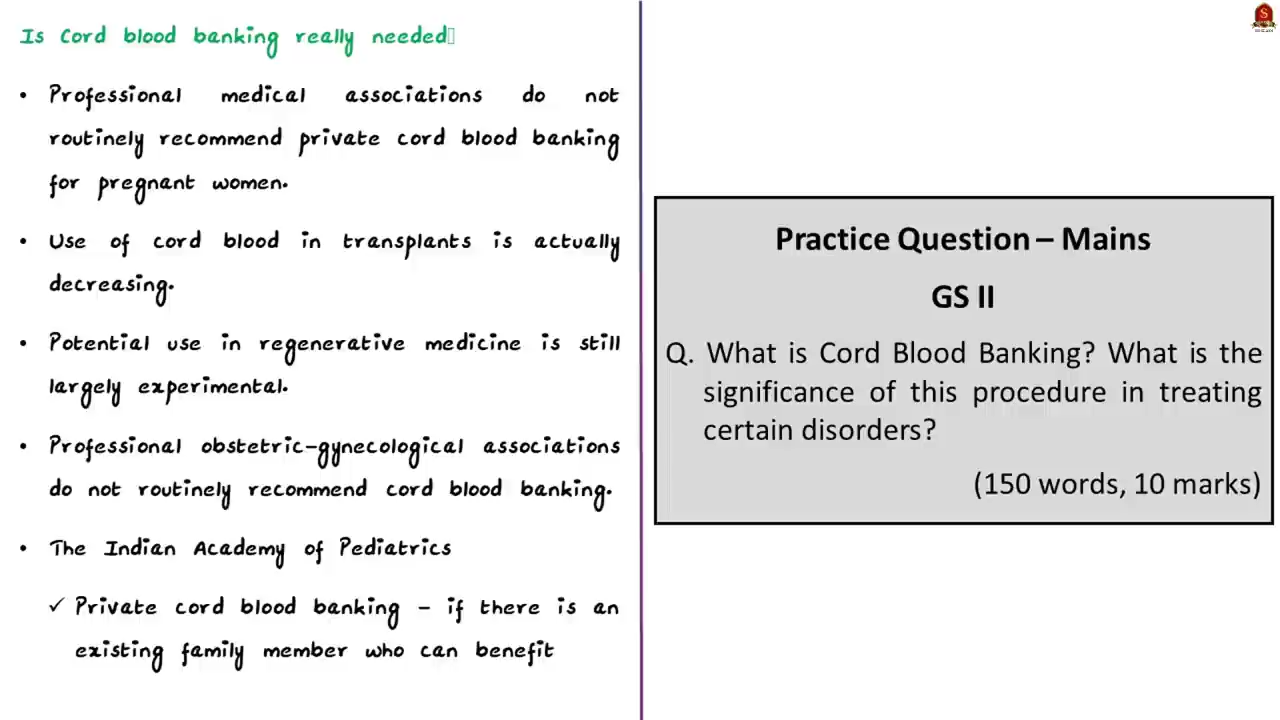 Is Cord blood banking really needed
• Professional medical associations do not
routinely recommend private cord blood banking
for pregnant women.
• Use of cord blood in transplants is actually
decreasing.
• Potential use in regenerative medicine is still
largely experimental.
• Professional obstetric-gynecological associations
do not routinely recommend cord blood banking.
• The Indian Academy of Pediatrics
✓ Private cord blood banking - if there is an
existing family member who can benefit
Practice Question – Mains
GS II
Q. What is Cord Blood Banking? What is the
significance of this procedure in treating
certain disorders?
(150 words, 10 marks)
S